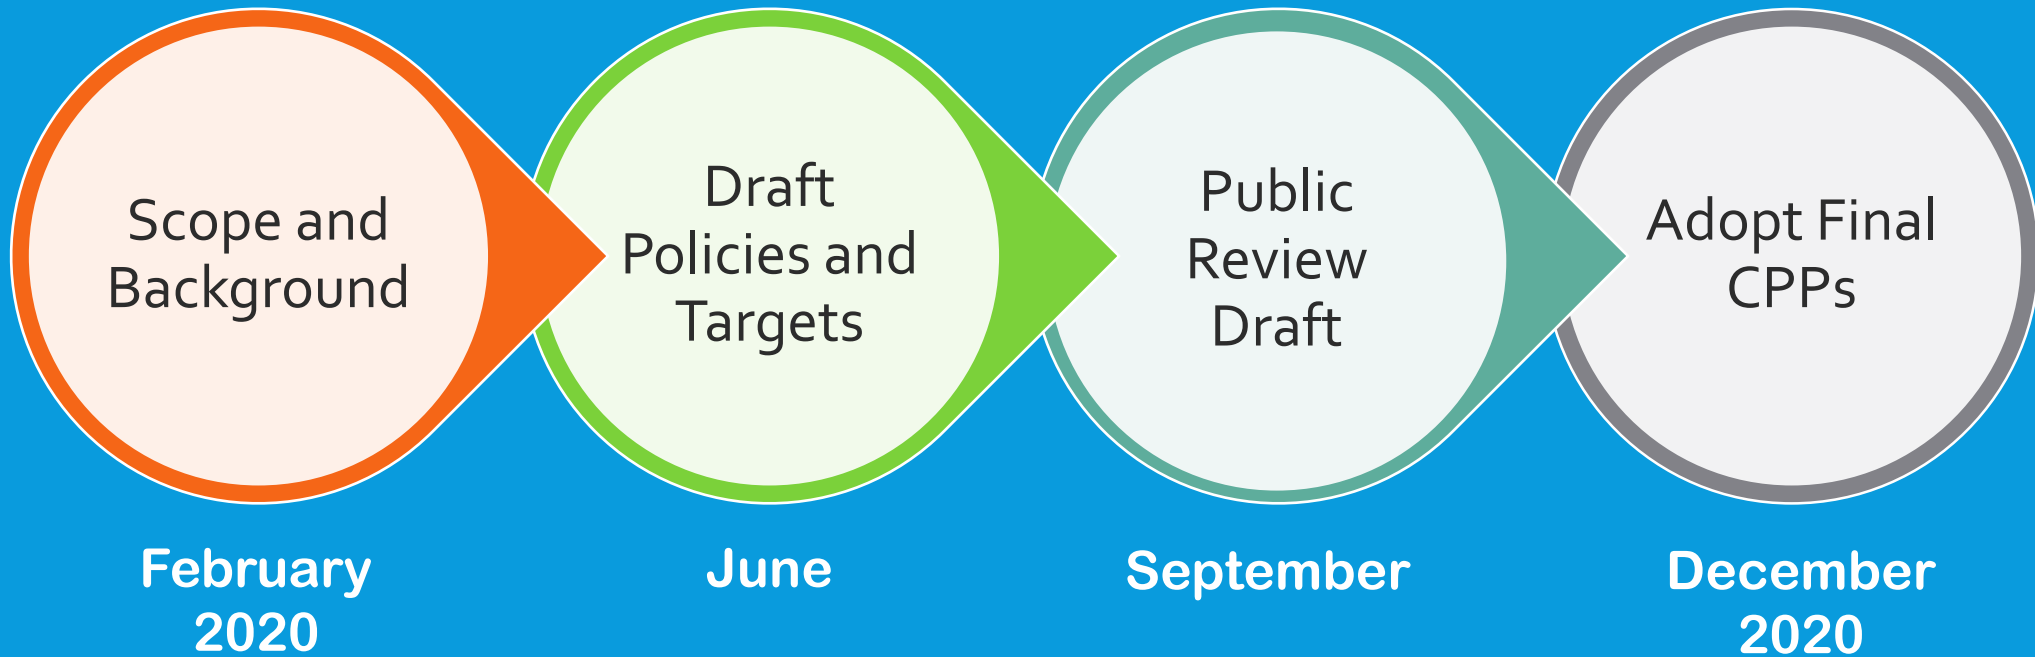 Scope and
Background
Draft
Policies and
Targets
Public
Review
Draft
Adopt Final
CPPs
February
2020
June
September
December
2020